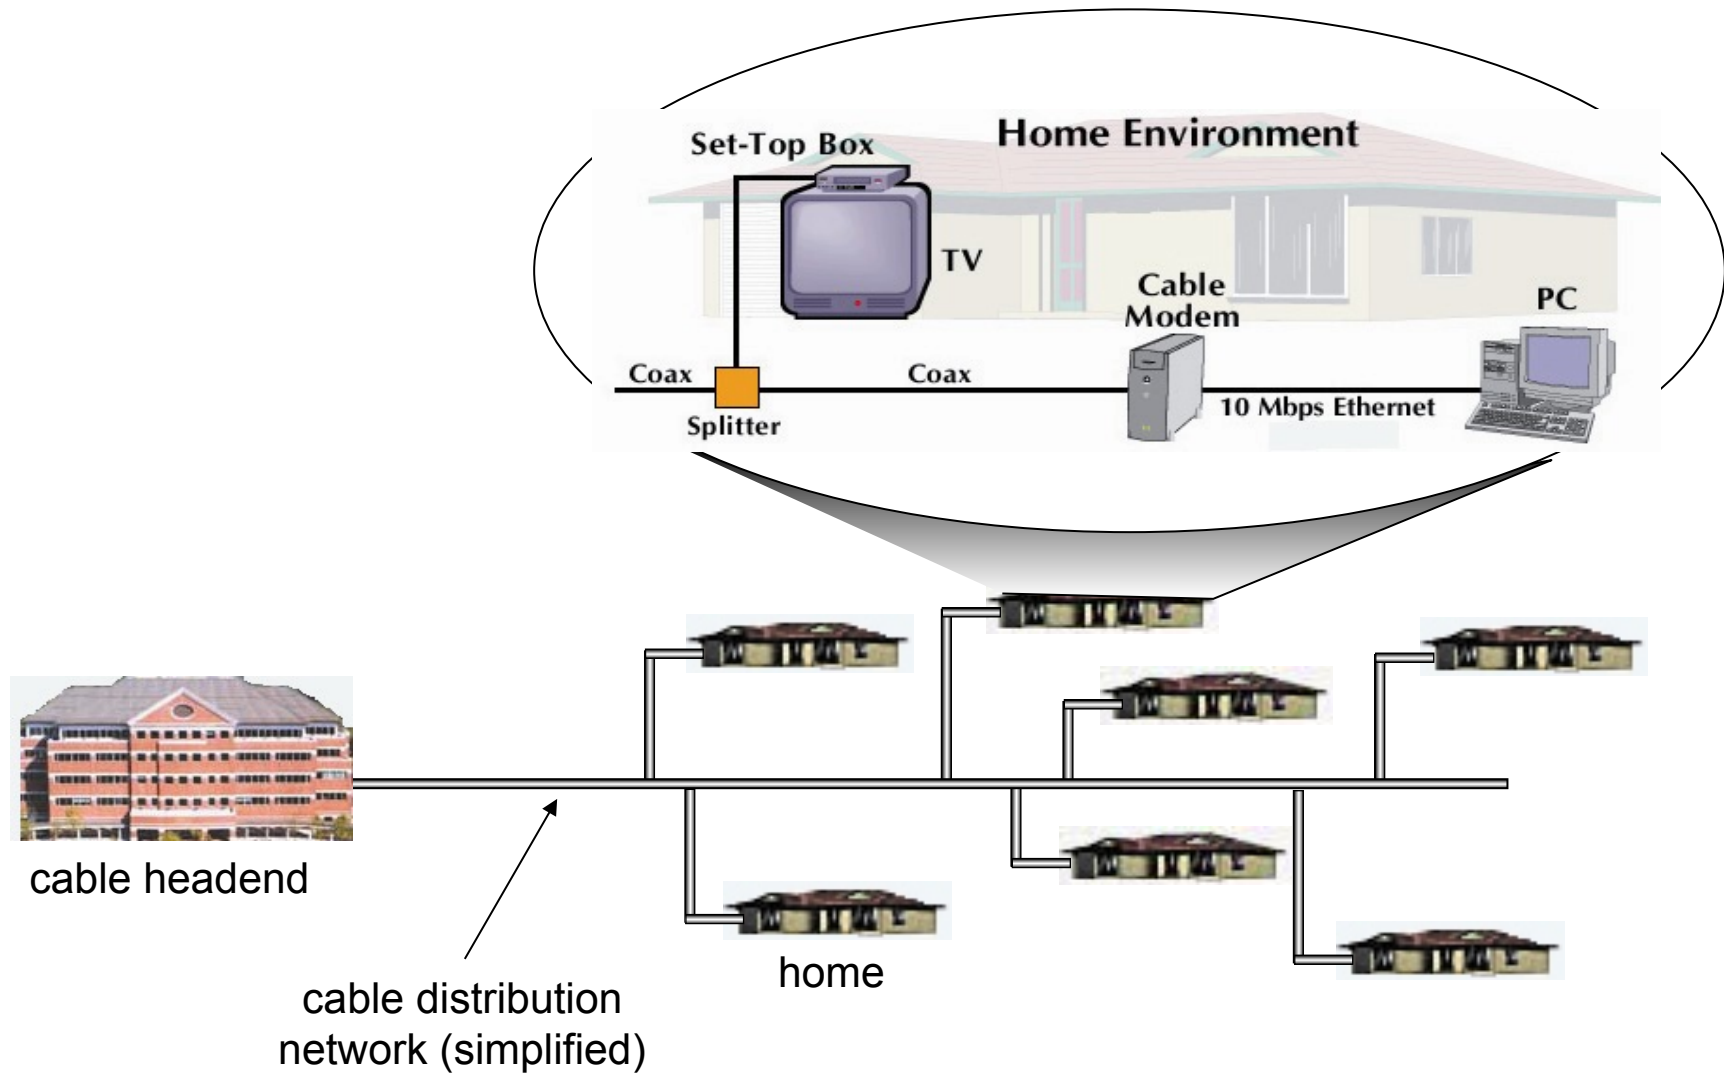 Home Environment
Set-Top Box
TV
Cable
Modem
PC
Coax
Coax
10 Mbps Ethernet
Splitter
cable headend
home
cable distribution
network (simplified)